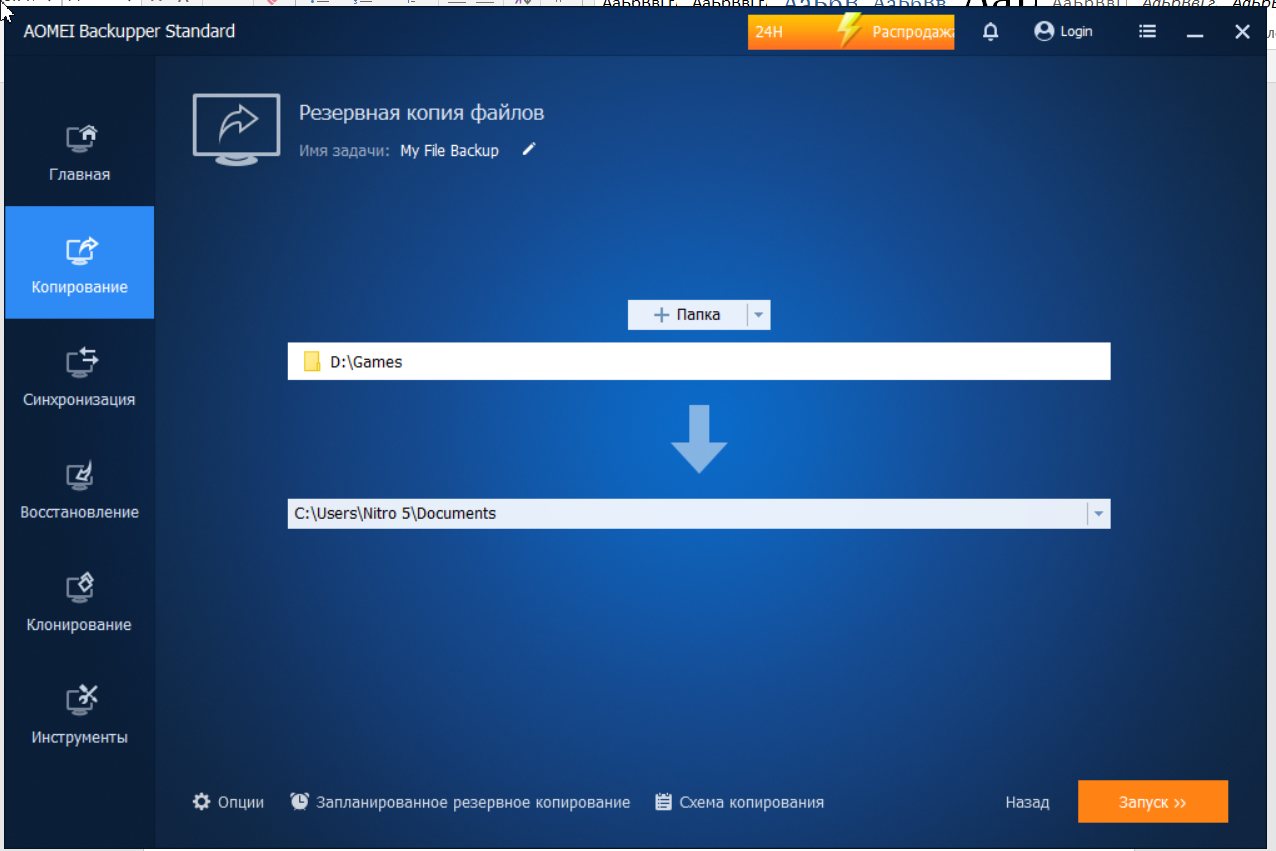 AOMEI Backupper Standard
24H
Распродаж
Login
Главная
Копирование
Синхронизация
Восстановление
Клонирование
Инструменты
Резервная копия файлов
Имя задачи: My File Backup
Папка
D:\Games
C:\Users\Nitro 5\Documents
Опции
Запланированное резервное копирование
Схема копирования
Назад
Запуск >>